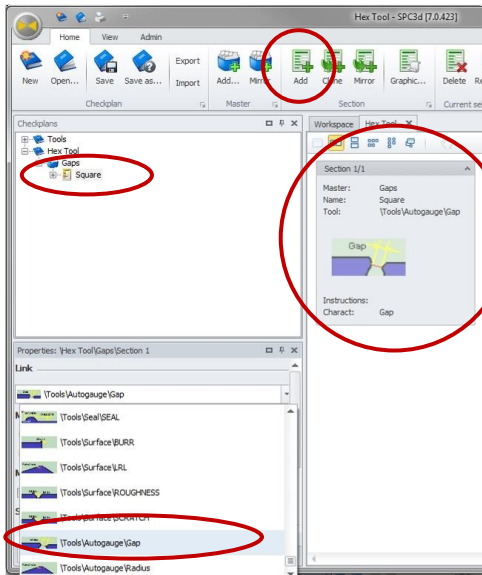 Hex Tool - SPC3d [7.0.423]
Home View Admin
New Open... Save Save as... Export Import Add... Mirror Add Clone Mirror Graphic... Delete
Checkplan Master Section Current se
Checkplans
Workspace Hex Tool
Tools
Hex Tool
Gaps
Square
Section 1/1
Master: Gaps
Name: Square
Tool: \Tools\Autogauge\Gap
Gap
Instructions:
Charact: Gap
Properties: \Hex Tool\Gaps\Section 1
Link
\Tools\Autogauge\Gap
\Tools\Seal\SEAL
\Tools\Surface\BURR
\Tools\Surface\LRL
\Tools\Surface\ROUGHNESS
\Tools\Surface\SCRATCH
\Tools\Autogauge\Gap
\Tools\Autogauge\Radius